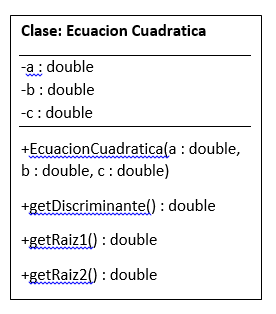 Clase: Ecuacion Cuadratica
-a : double
-b : double
-c : double
+EcuacionCuadratica(a : double,
b : double, c : double)
+getDiscriminante() : double
+getRaiz1() : double
+getRaiz2() : double